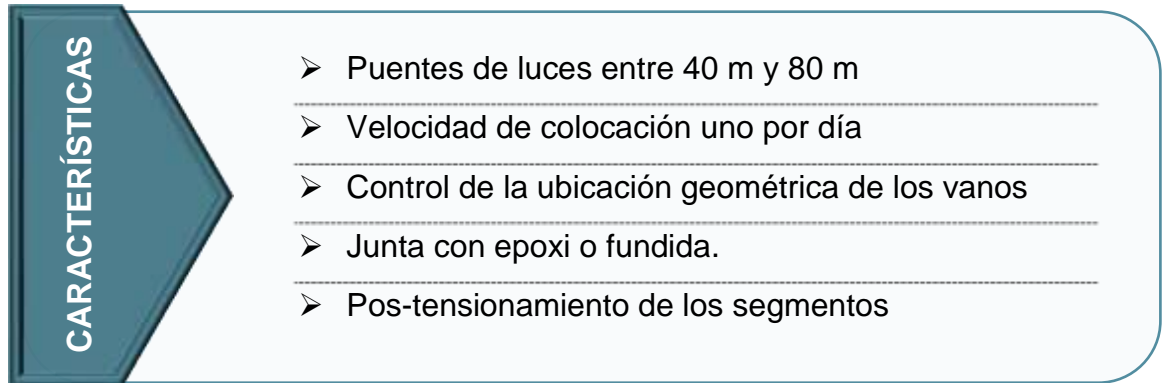 CARACTERÍSTICAS
➢ Puentes de luces entre 40 m y 80 m
➢ Velocidad de colocación uno por día
➢ Control de la ubicación geométrica de los vanos
➢ Junta con epoxi o fundida.
➢ Pos-tensionamiento de los segmentos